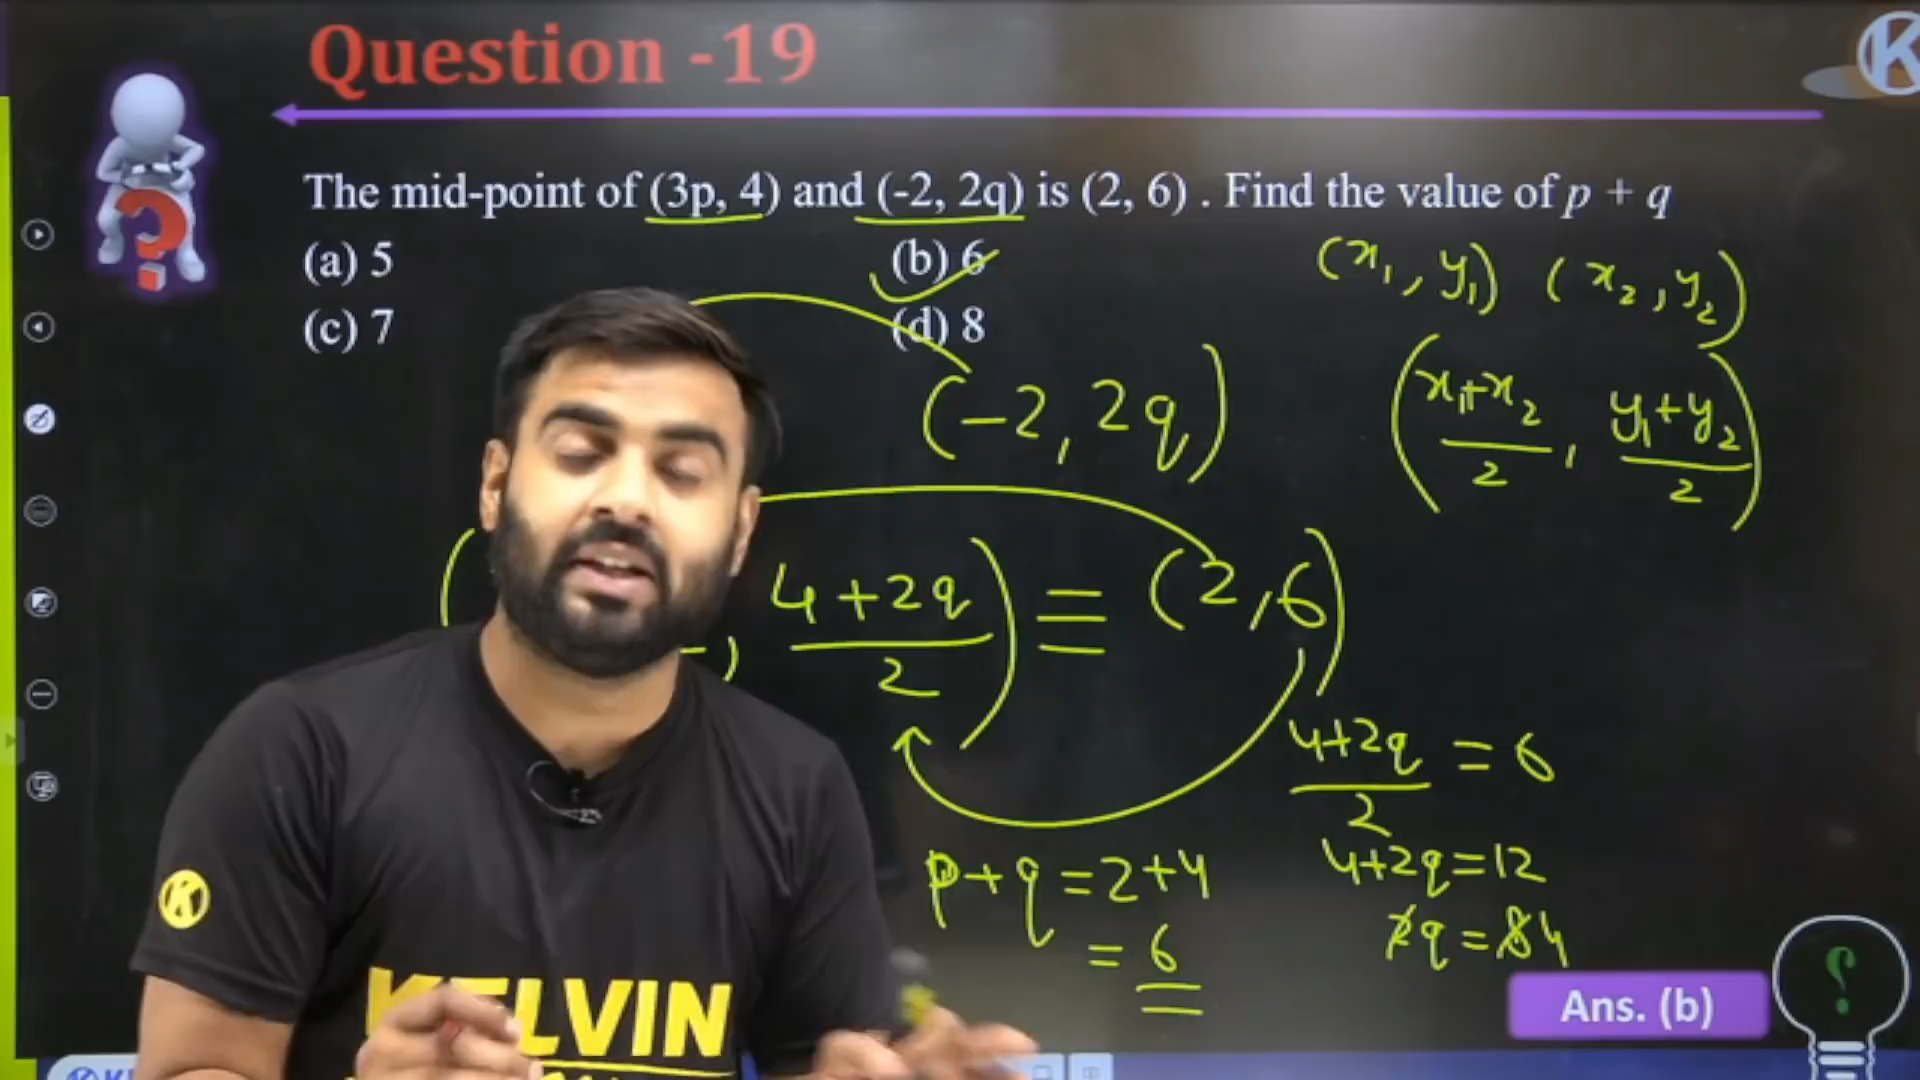 Question -19
The mid-point of (3p, 4) and (-2, 2q) is (2, 6) . Find the value of p + q
(a) 5
(b) 6
(c) 7
(d) 8
(x₁, y₁) (x₂, y₂)
(x₁+x₂/2, y₁+y₂/2)
(-2, 2q)
( , 4+2q/2) = (2,6)
4+2q/2 = 6
4+2q=12
2q=84
p+q=2+4
=6
Ans. (b)
K
KELVIN